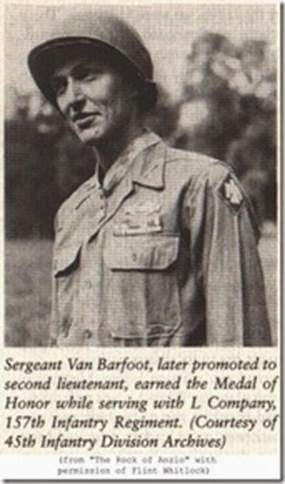 Sergeant Van Barfoot, later promoted to
second lieutenant, earned the Medal of
Honor while serving with L Company,
157th Infantry Regiment. (Courtesy of
45th Infantry Division Archives)
(from "The Rock of Anzio" with
permission of Flint Whitlock)